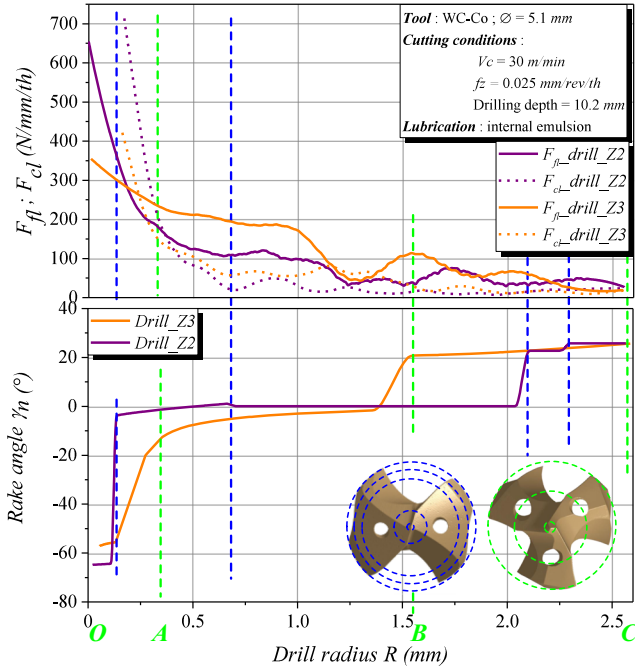 700
600
500
400
300
200
100
0
F_fl ; F_cl (N/mm/th)
Tool : WC-Co ; Ø = 5.1 mm
Cutting conditions :
Vc = 30 m/min
fz = 0.025 mm/rev/th
Drilling depth = 10.2 mm
Lubrication : internal emulsion
F_fl_drill_Z2
F_cl_drill_Z2
F_fl_drill_Z3
F_cl_drill_Z3
40
20
0
-20
-40
-60
-80
Rake angle γn (°)
Drill_Z3
Drill_Z2
0.5 1.0 1.5 2.0 2.5
O A B C
Drill radius R (mm)